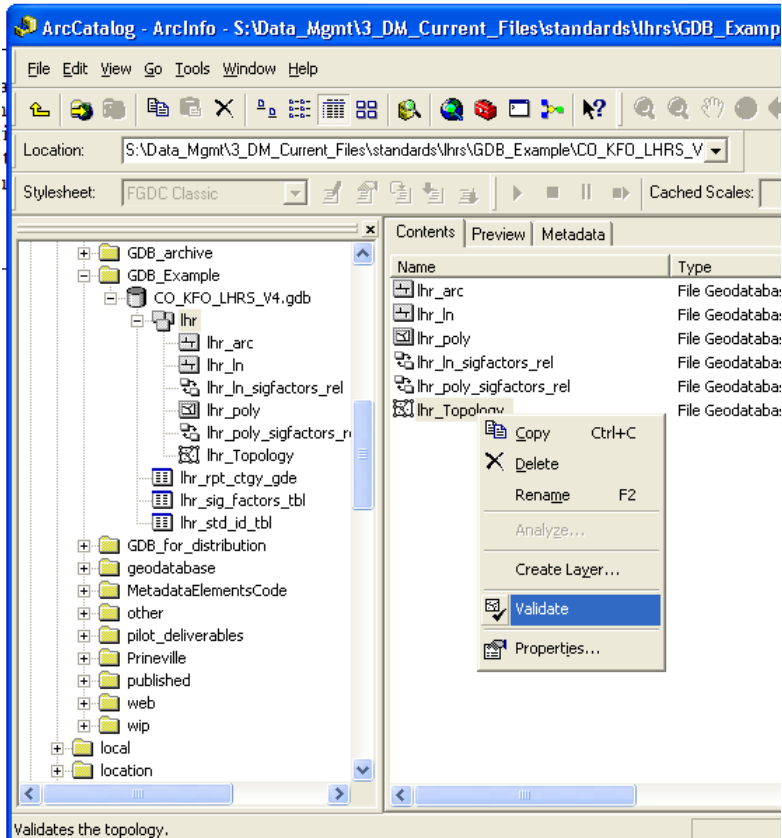 ArcCatalog - ArcInfo - S:\Data_Mgmt\3_DM_Current_Files\standards\lhrs\GDB_Examp
File Edit View Go Tools Window Help
Location: S:\Data_Mgmt\3_DM_Current_Files\standards\lhrs\GDB_Example\CO_KFO_LHRS_V
Stylesheet: FGDC Classic Cached Scales:
GDB_archive
GDB_Example
CO_KFO_LHRS_V4.gdb
lhr
lhr_arc
lhr_ln
lhr_ln_sigfactors_rel
lhr_poly
lhr_poly_sigfactors_r
lhr_Topology
lhr_rpt_ctgy_gde
lhr_sig_factors_tbl
lhr_std_id_tbl
GDB_for_distribution
geodatabase
MetadataElementsCode
other
pilot_deliverables
Prineville
published
web
wip
local
location
Contents Preview Metadata
Name Type
lhr_arc File Geodatabas
lhr_ln File Geodatabas
lhr_poly File Geodatabas
lhr_ln_sigfactors_rel File Geodatabas
lhr_poly_sigfactors_rel File Geodatabas
lhr_Topology File Geodatabas
Copy Ctrl+C
Delete
Rename F2
Analyze...
Create Layer...
Validate
Properties...
Validates the topology.